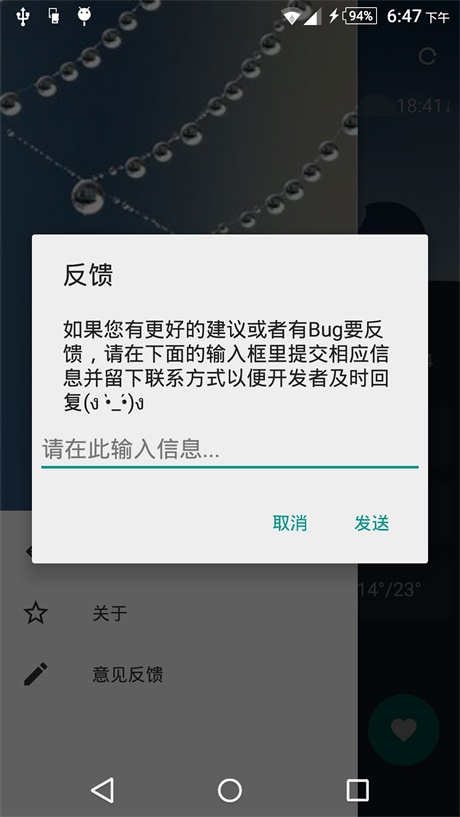 94% 6:47 下午
18:41↓
反馈
如果您有更好的建议或者有Bug要反
馈，请在下面的输入框里提交相应信
息并留下联系方式以便开发者及时回
复(ง •̀_•́)ง
请在此输入信息...
取消 发送
14°/23°
关于
意见反馈